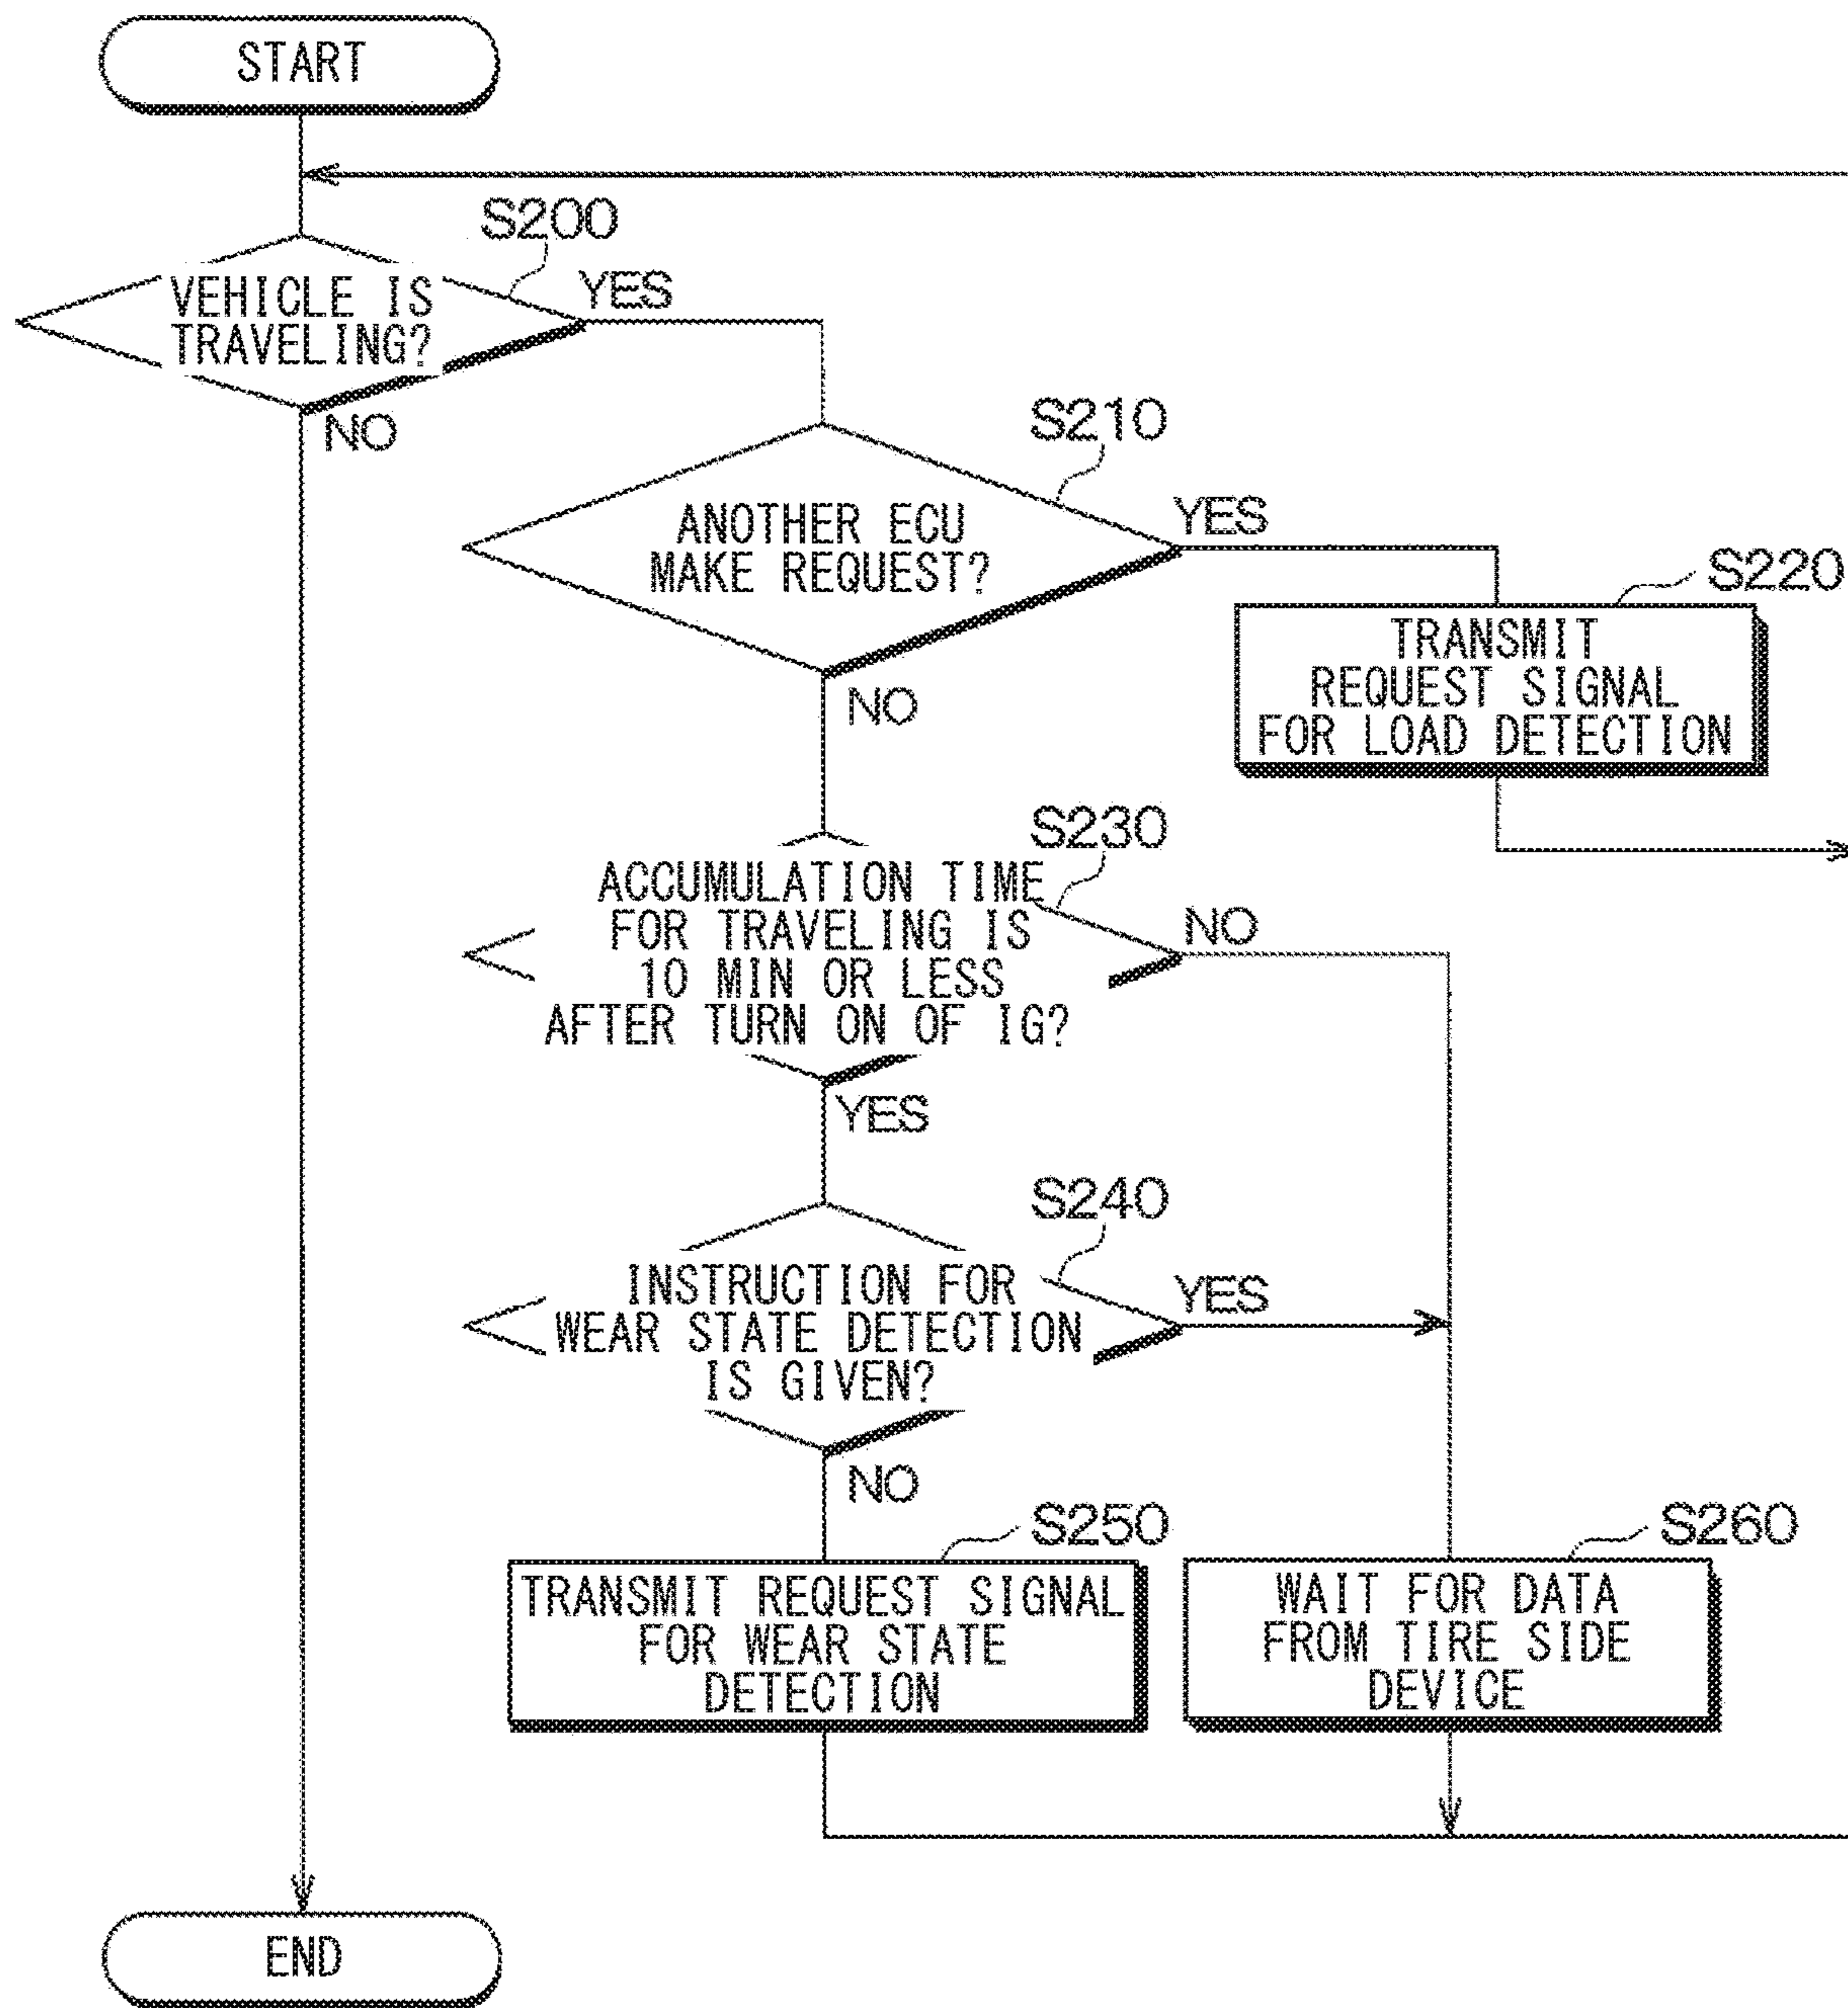 START
S200
VEHICLE IS
TRAVELING?
YES
NO
S210
ANOTHER ECU
MAKE REQUEST?
YES
NO
S220
TRANSMIT
REQUEST SIGNAL
FOR LOAD DETECTION
S230
ACCUMULATION TIME
FOR TRAVELING IS
10 MIN OR LESS
AFTER TURN ON OF IG?
NO
YES
S240
INSTRUCTION FOR
WEAR STATE DETECTION
IS GIVEN?
YES
NO
S250
TRANSMIT REQUEST SIGNAL
FOR WEAR STATE
DETECTION
S260
WAIT FOR DATA
FROM TIRE SIDE
DEVICE
END